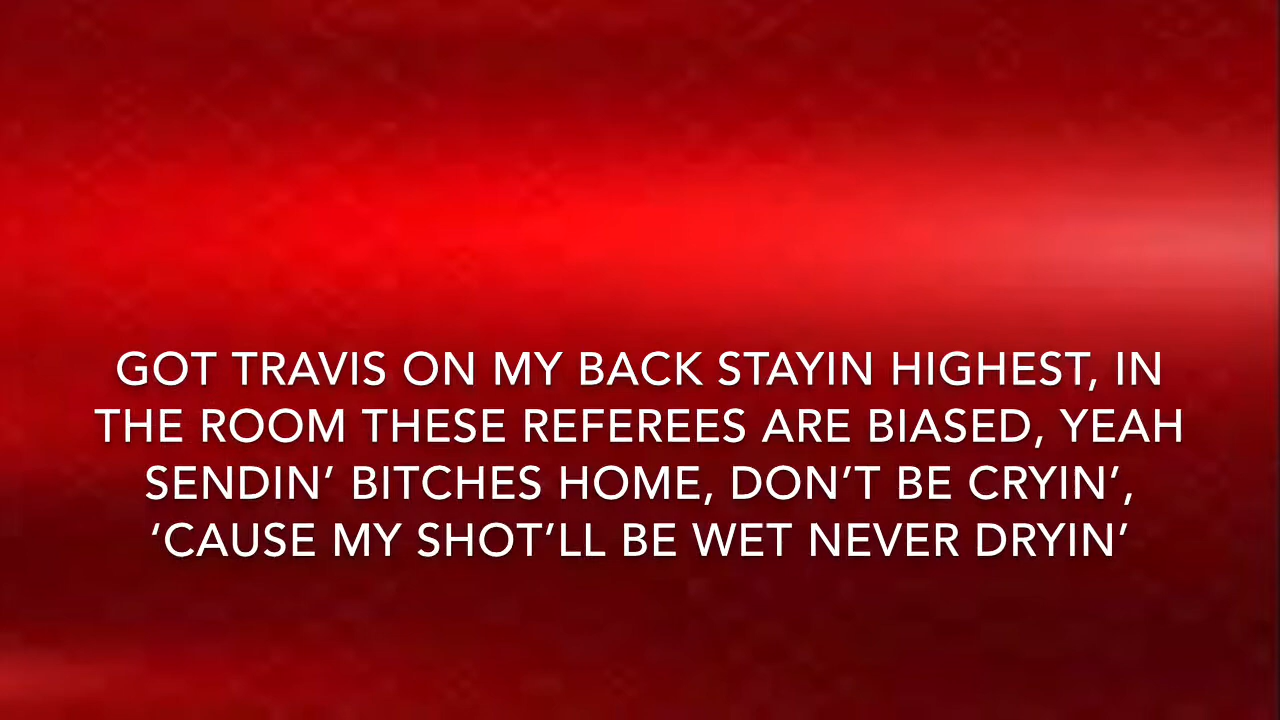 GOT TRAVIS ON MY BACK STAYIN HIGHEST, IN
THE ROOM THESE REFEREES ARE BIASED, YEAH
SENDIN’ BITCHES HOME, DON’T BE CRYIN’,
‘CAUSE MY SHOT’LL BE WET NEVER DRYIN’